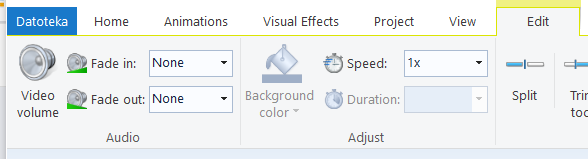 Datoteka Home Animations Visual Effects Project View Edit
Fade in: None
Speed: 1x
Video volume
Fade out: None
Background color
Duration:
Split
Audio
Adjust